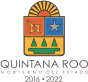 QUINTANA ROO
GOBIERNO DEL ESTADO
2016 • 2022